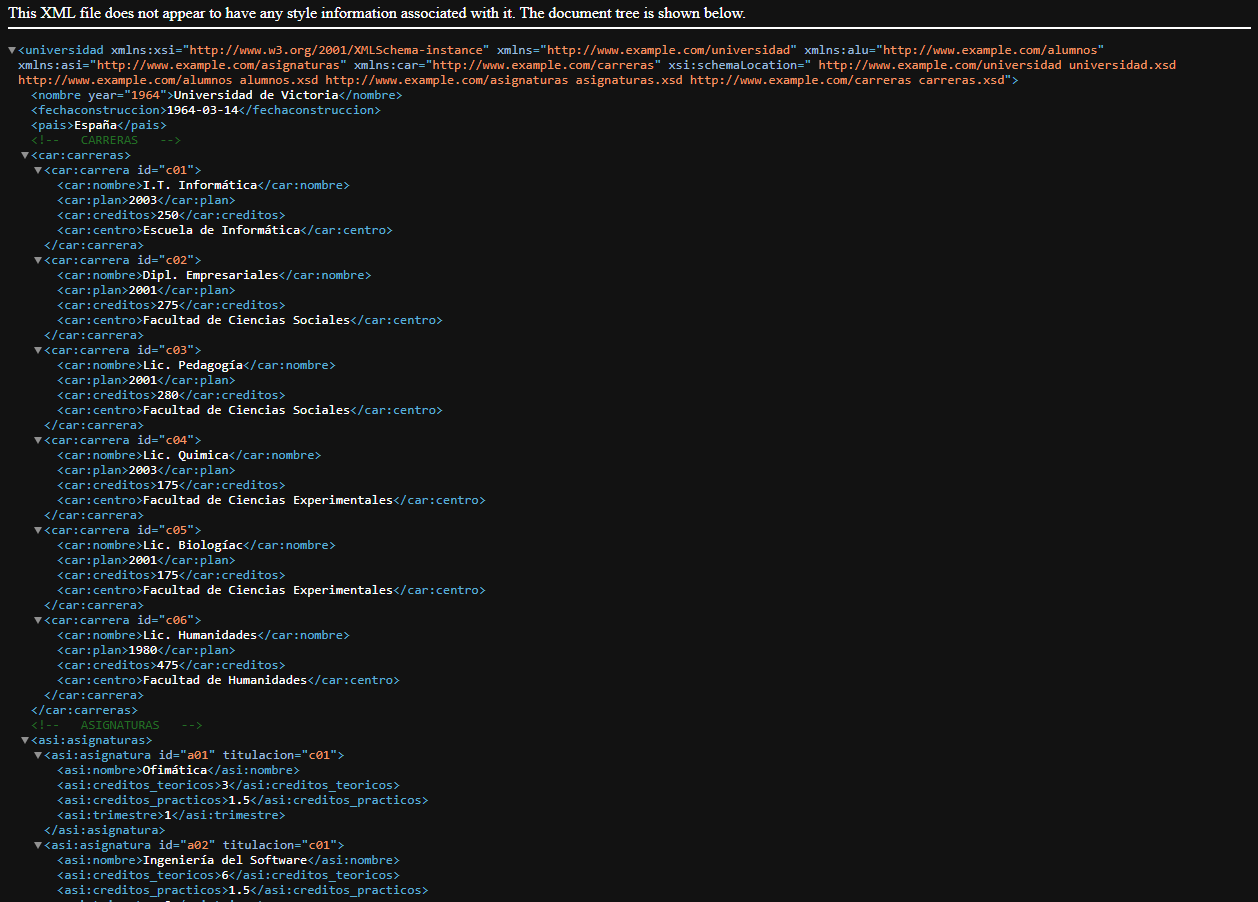 This XML file does not appear to have any style information associated with it. The document tree is shown below.
▼<universidad xmlns:xsi="http://www.w3.org/2001/XMLSchema-instance" xmlns="http://www.example.com/universidad" xmlns:alu="http://www.example.com/alumnos"
xmlns:asi="http://www.example.com/asignaturas" xmlns:car="http://www.example.com/carreras" xsi:schemaLocation=" http://www.example.com/universidad universidad.xsd
http://www.example.com/alumnos alumnos.xsd http://www.example.com/asignaturas asignaturas.xsd http://www.example.com/carreras carreras.xsd">
<nombre year="1964">Universidad de Victoria</nombre>
<fechaconstruccion>1964-03-14</fechaconstruccion>
<pais>España</pais>
<!-- CARRERAS -->
▼<car:carreras>
▼<car:carrera id="c01">
<car:nombre>I.T. Informática</car:nombre>
<car:plan>2003</car:plan>
<car:creditos>250</car:creditos>
<car:centro>Escuela de Informática</car:centro>
</car:carrera>
▼<car:carrera id="c02">
<car:nombre>Dipl. Empresariales</car:nombre>
<car:plan>2001</car:plan>
<car:creditos>275</car:creditos>
<car:centro>Facultad de Ciencias Sociales</car:centro>
</car:carrera>
▼<car:carrera id="c03">
<car:nombre>Lic. Pedagogía</car:nombre>
<car:plan>2001</car:plan>
<car:creditos>280</car:creditos>
<car:centro>Facultad de Ciencias Sociales</car:centro>
</car:carrera>
▼<car:carrera id="c04">
<car:nombre>Lic. Quimica</car:nombre>
<car:plan>2003</car:plan>
<car:creditos>175</car:creditos>
<car:centro>Facultad de Ciencias Experimentales</car:centro>
</car:carrera>
▼<car:carrera id="c05">
<car:nombre>Lic. Biologíac</car:nombre>
<car:plan>2001</car:plan>
<car:creditos>175</car:creditos>
<car:centro>Facultad de Ciencias Experimentales</car:centro>
</car:carrera>
▼<car:carrera id="c06">
<car:nombre>Lic. Humanidades</car:nombre>
<car:plan>1980</car:plan>
<car:creditos>475</car:creditos>
<car:centro>Facultad de Humanidades</car:centro>
</car:carrera>
</car:carreras>
<!-- ASIGNATURAS -->
▼<asi:asignaturas>
▼<asi:asignatura id="a01" titulacion="c01">
<asi:nombre>Ofimática</asi:nombre>
<asi:creditos_teoricos>3</asi:creditos_teoricos>
<asi:creditos_practicos>1.5</asi:creditos_practicos>
<asi:trimestre>1</asi:trimestre>
</asi:asignatura>
▼<asi:asignatura id="a02" titulacion="c01">
<asi:nombre>Ingeniería del Software</asi:nombre>
<asi:creditos_teoricos>6</asi:creditos_teoricos>
<asi:creditos_practicos>1.5</asi:creditos_practicos>